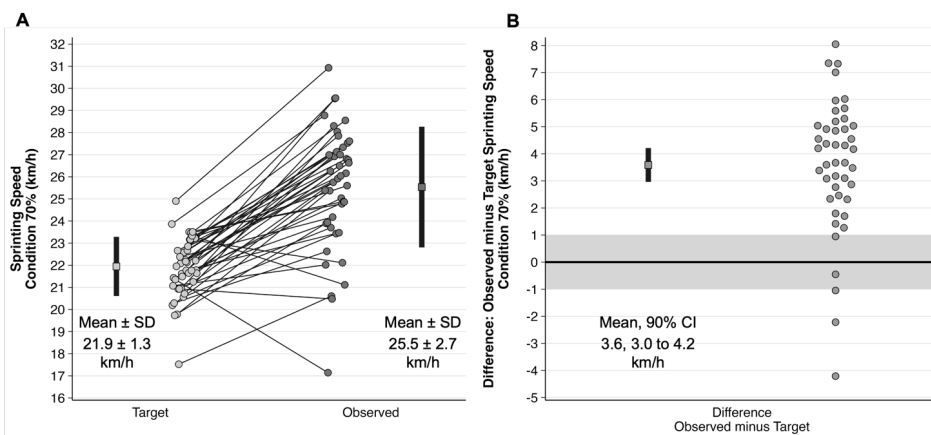 A
Sprinting Speed
Condition 70% (km/h)
32
31
30
29
28
27
26
25
24
23
22
21
20
19
18
17
16
Mean ± SD
21.9 ± 1.3
km/h
Mean ± SD
25.5 ± 2.7
km/h
Target
Observed
B
Difference: Observed minus Target Sprinting Speed
Condition 70% (km/h)
8
7
6
5
4
3
2
1
0
-1
-2
-3
-4
-5
Mean, 90% CI
3.6, 3.0 to 4.2
km/h
Difference
Observed minus Target